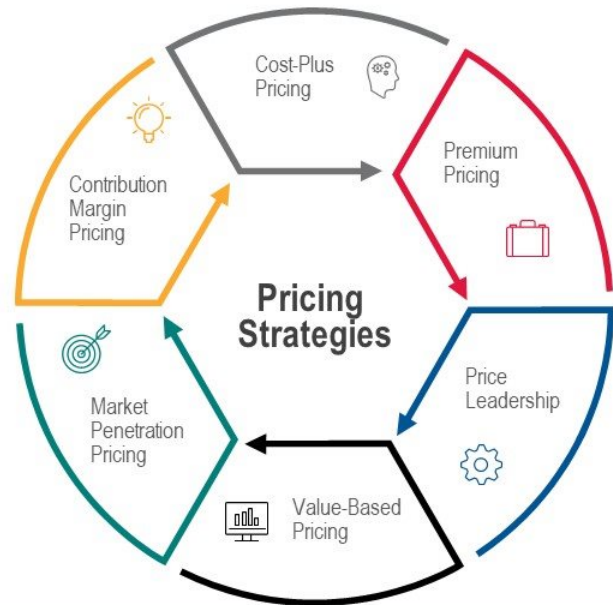 Cost-Plus
Pricing
Premium
Pricing
Price
Leadership
Value-Based
Pricing
Market
Penetration
Pricing
Contribution
Margin
Pricing
Pricing
Strategies